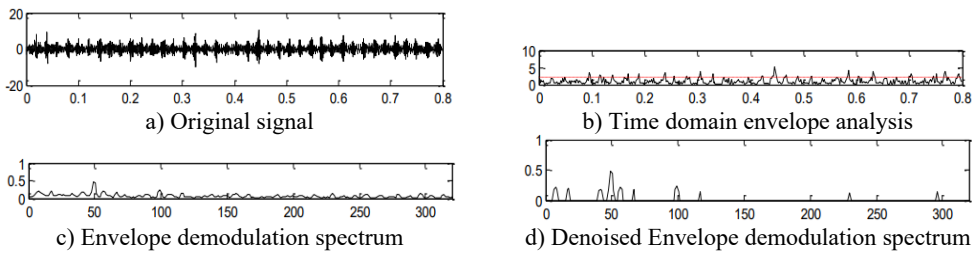 20
0
-20
0 0.1 0.2 0.3 0.4 0.5 0.6 0.7 0.8
a) Original signal
10
5
0
0 0.1 0.2 0.3 0.4 0.5 0.6 0.7 0.8
b) Time domain envelope analysis
1
0.5
0
0 50 100 150 200 250 300
c) Envelope demodulation spectrum
1
0.5
0
0 50 100 150 200 250 300
d) Denoised Envelope demodulation spectrum